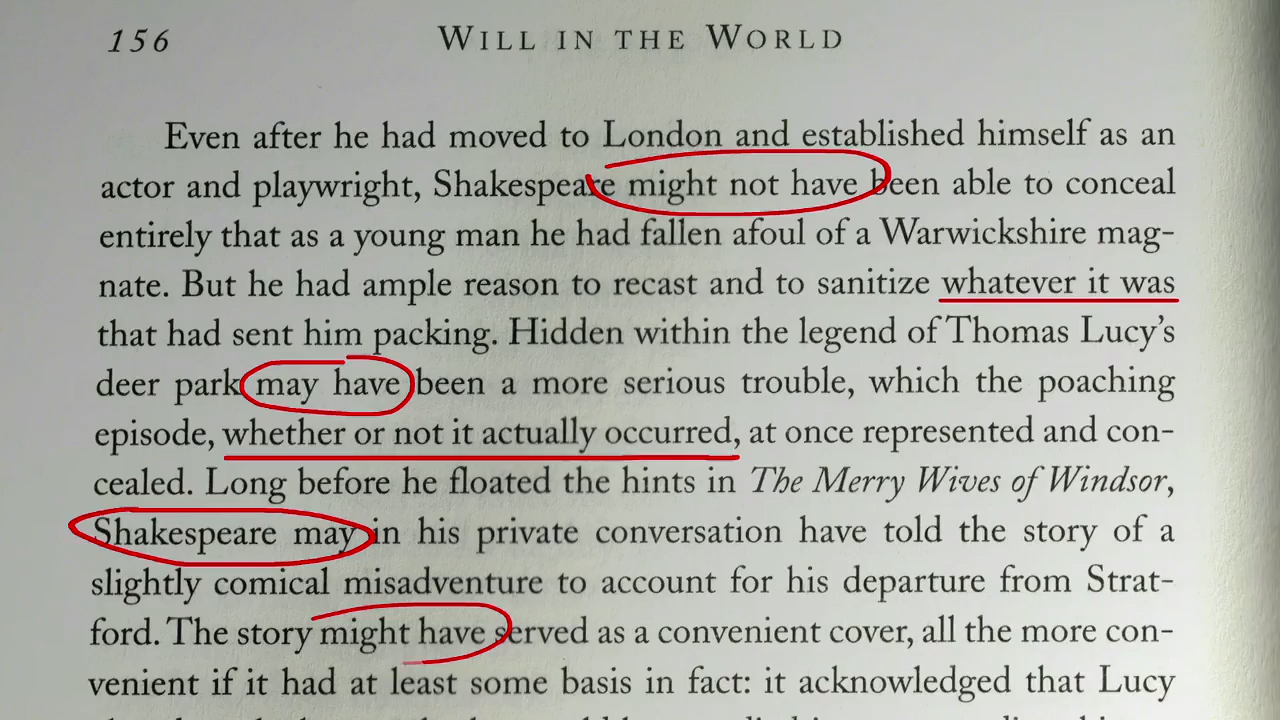 156 WILL IN THE WORLD
Even after he had moved to London and established himself as an
actor and playwright, Shakespeare might not have been able to conceal
entirely that as a young man he had fallen afoul of a Warwickshire mag-
nate. But he had ample reason to recast and to sanitize whatever it was
that had sent him packing. Hidden within the legend of Thomas Lucy's
deer park may have been a more serious trouble, which the poaching
episode, whether or not it actually occurred, at once represented and con-
cealed. Long before he floated the hints in The Merry Wives of Windsor,
Shakespeare may in his private conversation have told the story of a
slightly comical misadventure to account for his departure from Strat-
ford. The story might have served as a convenient cover, all the more con-
venient if it had at least some basis in fact: it acknowledged that Lucy